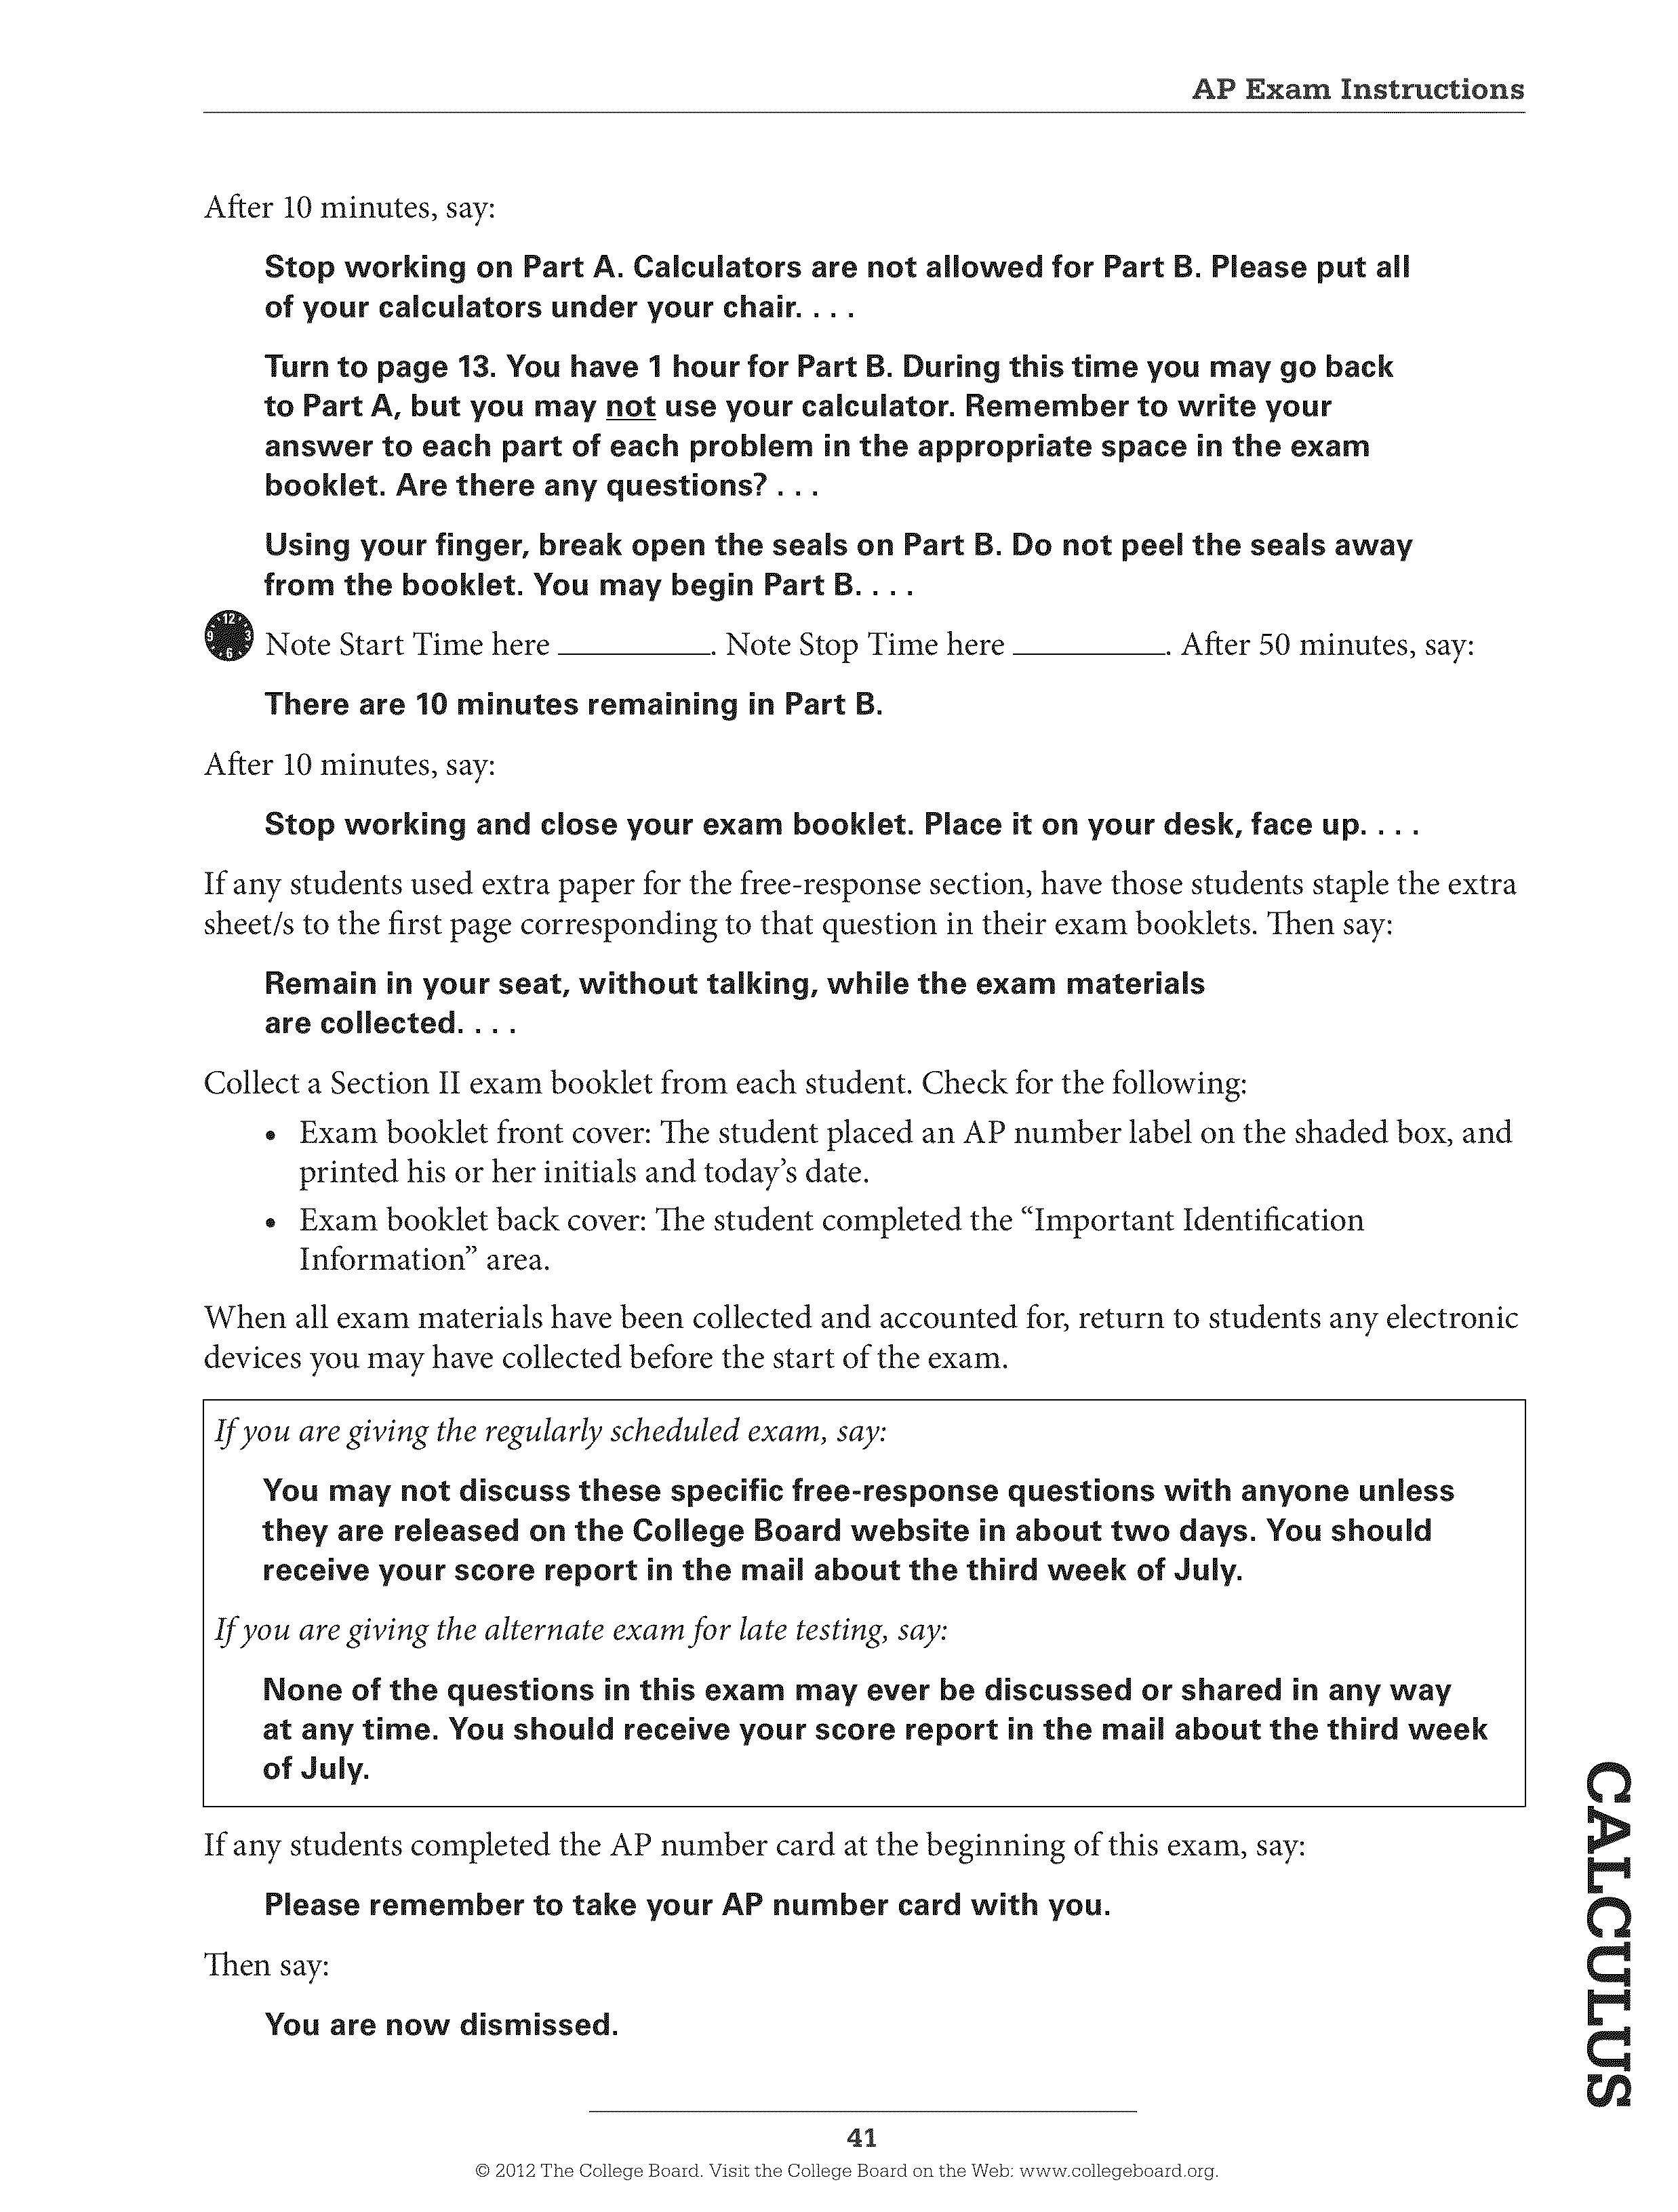 AP Exam Instructions
After 10 minutes, say:
Stop working on Part A. Calculators are not allowed for Part B. Please put all
of your calculators under your chair. . . .
Turn to page 13. You have 1 hour for Part B. During this time you may go back
to Part A, but you may not use your calculator. Remember to write your
answer to each part of each problem in the appropriate space in the exam
booklet. Are there any questions? . . .
Using your finger, break open the seals on Part B. Do not peel the seals away
from the booklet. You may begin Part B. . . .
12
9 3
6
Note Start Time here __________. Note Stop Time here __________. After 50 minutes, say:
There are 10 minutes remaining in Part B.
After 10 minutes, say:
Stop working and close your exam booklet. Place it on your desk, face up. . . .
If any students used extra paper for the free-response section, have those students staple the extra
sheet/s to the first page corresponding to that question in their exam booklets. Then say:
Remain in your seat, without talking, while the exam materials
are collected. . . .
Collect a Section II exam booklet from each student. Check for the following:
• Exam booklet front cover: The student placed an AP number label on the shaded box, and
printed his or her initials and today’s date.
• Exam booklet back cover: The student completed the “Important Identification
Information” area.
When all exam materials have been collected and accounted for, return to students any electronic
devices you may have collected before the start of the exam.
If you are giving the regularly scheduled exam, say:
You may not discuss these specific free-response questions with anyone unless
they are released on the College Board website in about two days. You should
receive your score report in the mail about the third week of July.
If you are giving the alternate exam for late testing, say:
None of the questions in this exam may ever be discussed or shared in any way
at any time. You should receive your score report in the mail about the third week
of July.
If any students completed the AP number card at the beginning of this exam, say:
Please remember to take your AP number card with you.
Then say:
You are now dismissed.
CALCULUS
41
© 2012 The College Board. Visit the College Board on the Web: www.collegeboard.org.